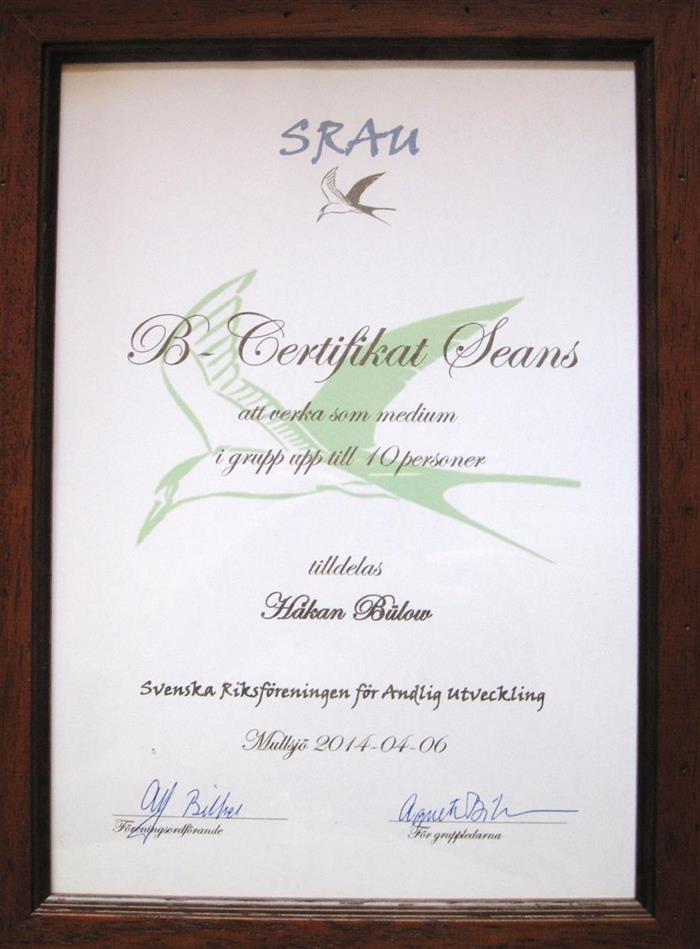 SRAU
B-Certifikat Seans
att verka som medium
i grupp upp till 10 personer
tilldelas
Håkan Bülow
Svenska Riksföreningen för Andlig Utveckling
Mullsjö 2014-04-06
Föreningsordförande
För gruppledarna